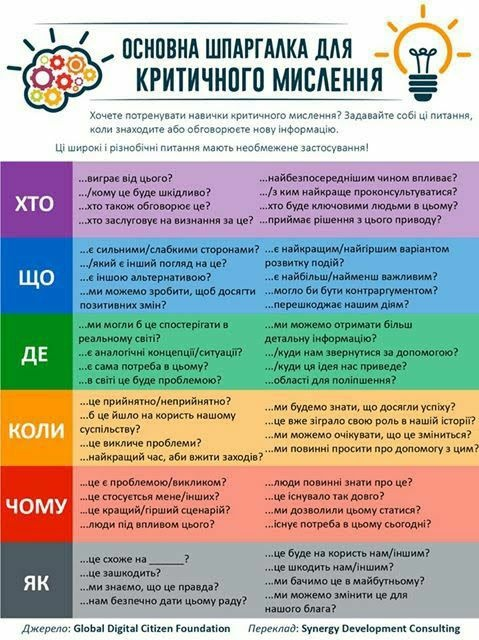 ОСНОВНА ШПАРГАЛКА ДЛЯ
КРИТИЧНОГО МИСЛЕННЯ
Хочете потренувати навички критичного мислення? Задавайте собі ці питання,
коли знаходите або обговорюєте нову інформацію.
Ці широкі і різнобічні питання мають необмежене застосування!
ХТО
...виграє від цього?
.../кому це буде шкідливо?
...хто також обговорює це?
...хто заслуговує на визнання за це?
...найбезпосереднішим чином впливає?
.../з ким найкраще проконсультуватися?
...хто буде ключовими людьми в цьому?
...приймає рішення з цього приводу?
ЩО
...є сильними/слабкими сторонами?
.../який є інший погляд на це?
...є іншою альтернативою?
...ми можемо зробити, щоб досягти
позитивних змін?
...є найкращим/найгіршим варіантом
розвитку подій?
...є найбільш/найменш важливим?
...могло би бути контраргументом?
...перешкоджає нашим діям?
ДЕ
...ми могли б це спостерігати в
реальному світі?
...є аналогічні концепції/ситуації?
...є сама потреба в цьому?
...в світі це буде проблемою?
...ми можемо отримати більш
детальну інформацію?
.../куди нам звернутися за допомогою?
.../куди ця ідея нас приведе?
...області для поліпшення?
КОЛИ
...це прийнятно/неприйнятно?
...б це йшло на користь нашому
суспільству?
...це викличе проблеми?
...найкращий час, аби вжити заходів?
...ми будемо знати, що досягли успіху?
...це вже зіграло свою роль в нашій історії?
...ми можемо очікувати, що це зміниться?
...ми повинні просити про допомогу з цим?
ЧОМУ
...це є проблемою/викликом?
...це стосуєтсья мене/інших?
...це кращий/гірший сценарій?
...люди під впливом цього?
...люди повинні знати про це?
...це існувало так довго?
...ми дозволили цьому статися?
...існує потреба в цьому сьогодні?
ЯК
...це схоже на ______?
...це зашкодить?
...ми знаємо, що це правда?
...нам безпечно дати цьому раду?
...це буде на користь нам/іншим?
...це шкодить нам/іншим?
...ми бачимо це в майбутньому?
...ми можемо змінити це для
нашого блага?
Джерело: Global Digital Citizen Foundation Переклад: Synergy Development Consulting